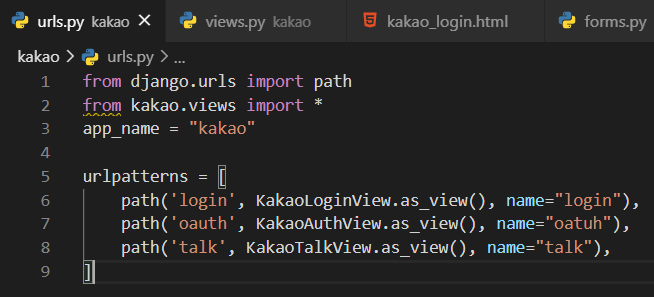 urls.py kakao views.py kakao kakao_login.html forms.py
kakao > urls.py > ...
1 from django.urls import path
2 from kakao.views import *
3 app_name = "kakao"
4
5 urlpatterns = [
6     path('login', KakaoLoginView.as_view(), name="login"),
7     path('oauth', KakaoAuthView.as_view(), name="oatuh"),
8     path('talk', KakaoTalkView.as_view(), name="talk"),
9 ]